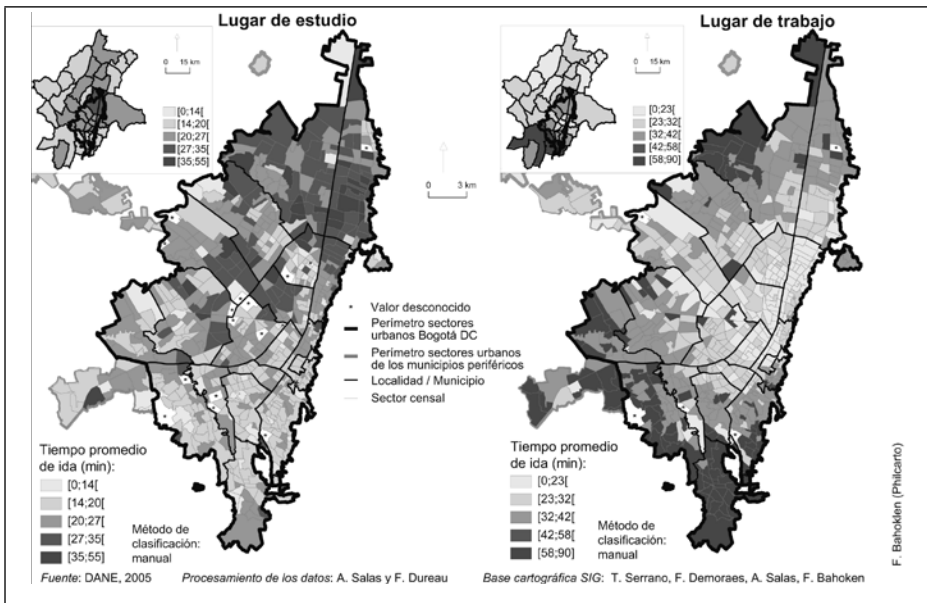 Lugar de estudio
Lugar de trabajo
0 15 km
[0;14[
[14;20[
[20;27[
[27;35[
[35;55]
0 15 km
[0;23[
[23;32[
[32;42[
[42;58[
[58;90]
0 3 km
Valor desconocido
Perímetro sectores
urbanos Bogotá DC
Perímetro sectores urbanos
de los municipios periféricos
Localidad / Municipio
Sector censal
Tiempo promedio
de ida (min):
[0;14[
[14;20[
[20;27[
[27;35[
[35;55]
Método de
clasificación:
manual
Tiempo promedio
de ida (min):
[0;23[
[23;32[
[32;42[
[42;58[
[58;90]
Método de
clasificación:
manual
F. Bahoklen (Philcarto)
Fuente: DANE, 2005 Procesamiento de los datos: A. Salas y F. Dureau Base cartográfica SIG: T. Serrano, F. Demoraes, A. Salas, F. Bahoken